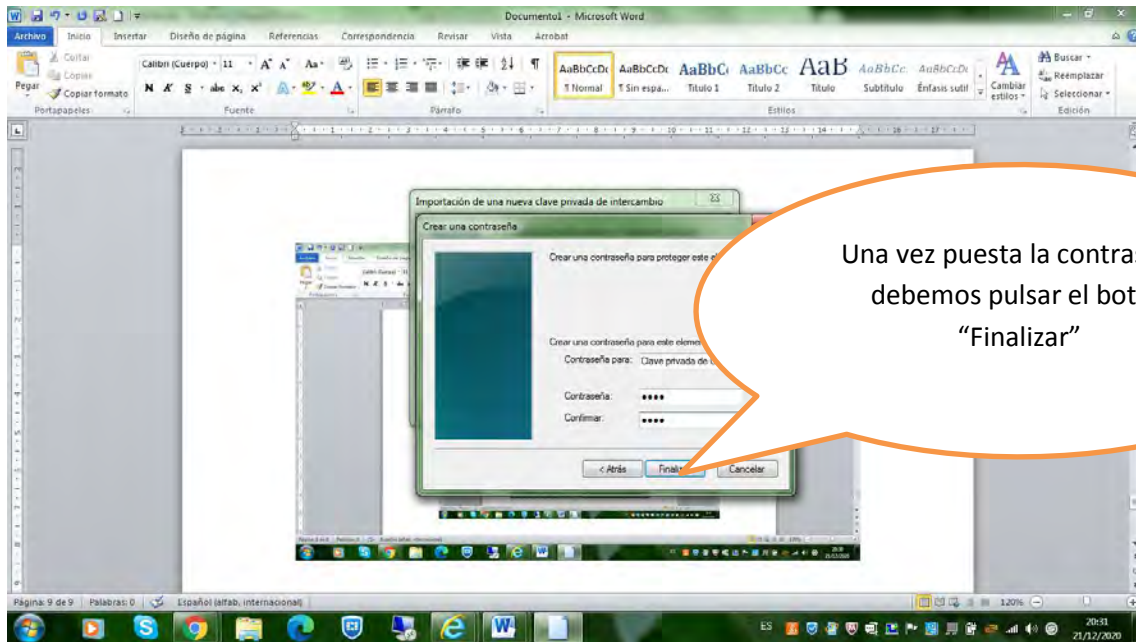 Documento1 - Microsoft Word
Archivo Inicio Insertar Diseño de página Referencias Correspondencia Revisar Vista Acrobat
Pegar
Cortar
Copiar
Copiar formato
Portapapeles
Calibri (Cuerpo) 11
Fuente
Párrafo
AaBbCcDc AaBbCcDc AaBbC AaBbCc AaB AaBbCc. AaBbCcDc
¶ Normal ¶ Sin espa... Título 1 Título 2 Título Subtítulo Énfasis sutil
Cambiar estilos
Estilos
Buscar
Reemplazar
Seleccionar
Edición
Importación de una nueva clave privada de intercambio
Crear una contraseña
Crear una contraseña para proteger este
Crear una contraseña para este
Contraseña para: Clave privada de
Contraseña: ••••
Confirmar: ••••
< Atrás
Cancelar
Una vez puesta la
debemos pulsar el
“Finalizar”
Página: 9 de 9 Palabras: 0 Español (alfab. internacional) 120%
ES 20:31
21/12/2020